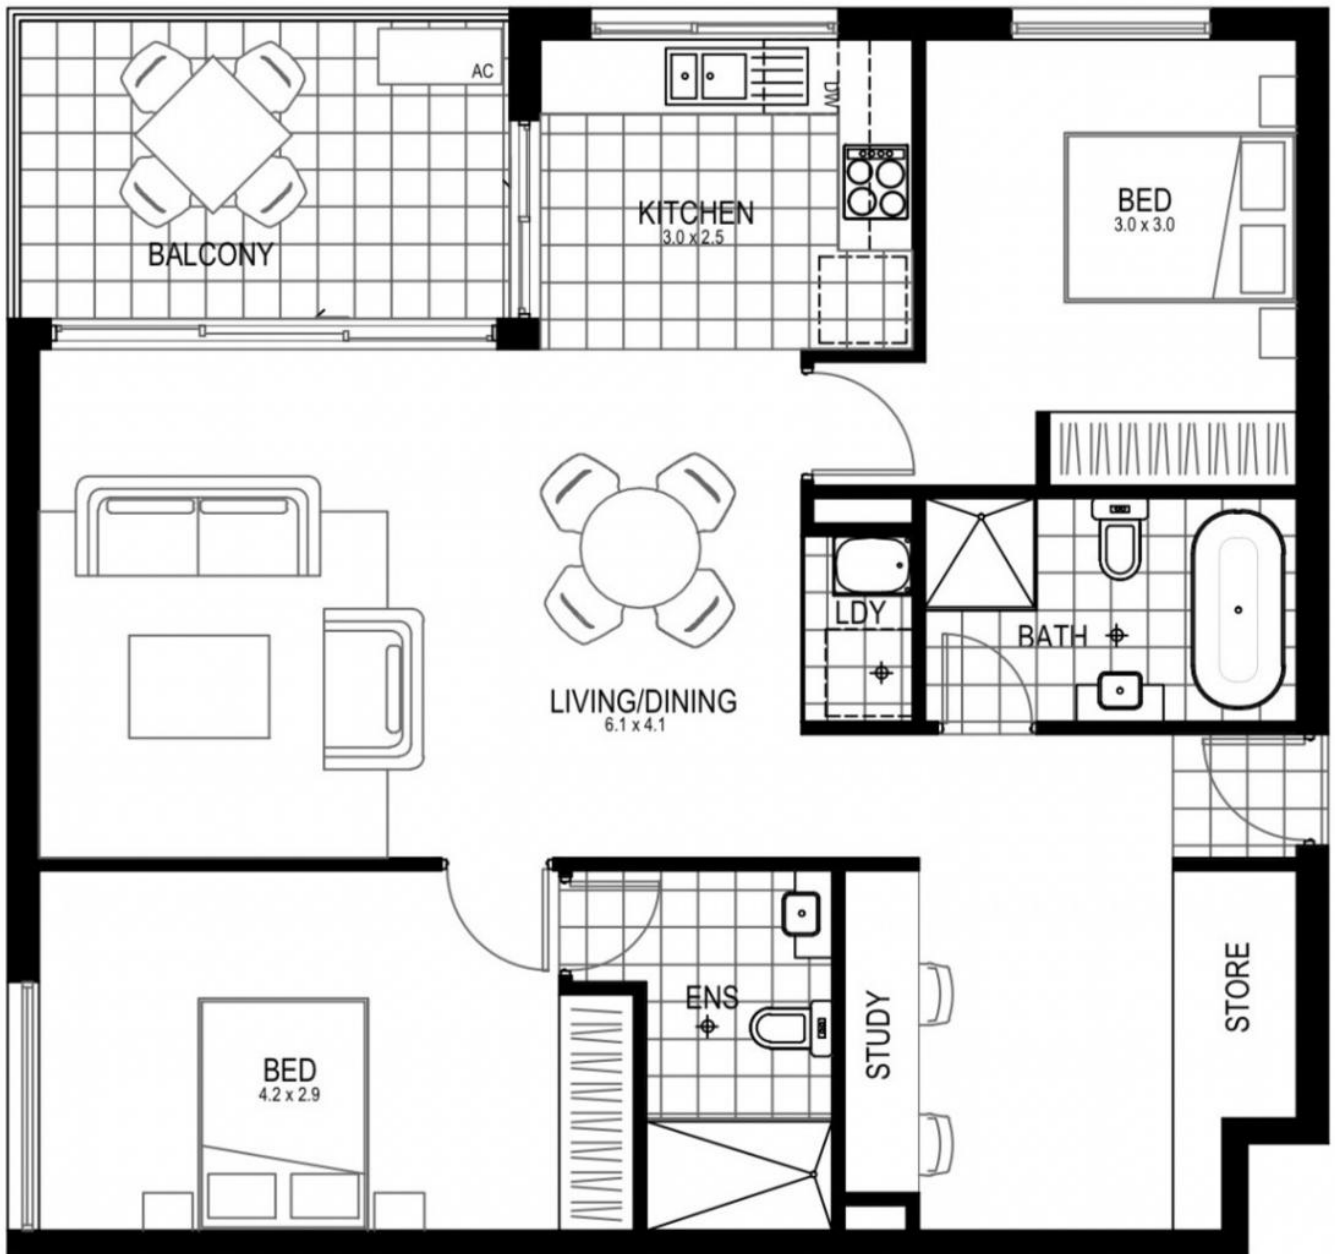 AC
BALCONY
DW
KITCHEN
3.0 x 2.5
BED
3.0 x 3.0
LDY
BATH
LIVING/DINING
6.1 x 4.1
ENS
STUDY
STORE
BED
4.2 x 2.9